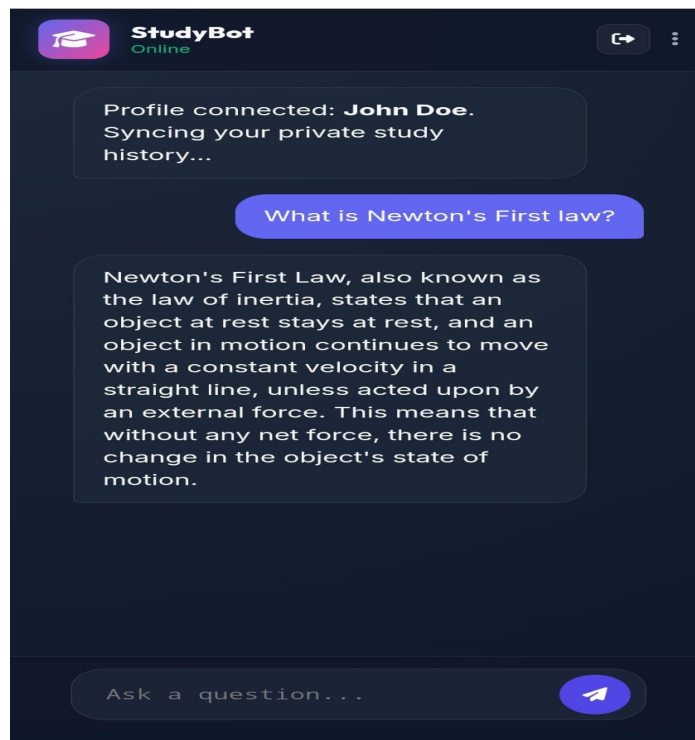 StudyBot
Online
Profile connected: John Doe.
Syncing your private study
history...
What is Newton's First law?
Newton's First Law, also known as
the law of inertia, states that an
object at rest stays at rest, and an
object in motion continues to move
with a constant velocity in a
straight line, unless acted upon by
an external force. This means that
without any net force, there is no
change in the object's state of
motion.
Ask a question...